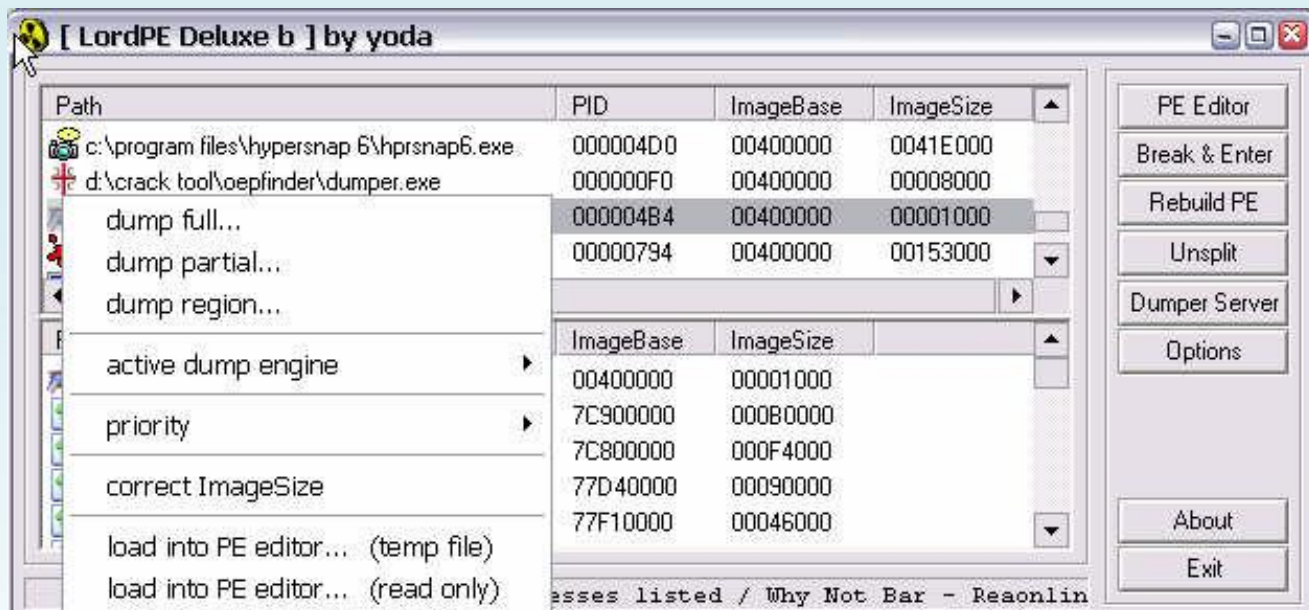 [ LordPE Deluxe b ] by yoda
Path PID ImageBase ImageSize
c:\program files\hypersnap 6\hprsnap6.exe 000004D0 00400000 0041E000
d:\crack tool\oepfinder\dumper.exe 000000F0 00400000 00008000
000004B4 00400000 00001000
00000794 00400000 00153000
dump full...
dump partial...
dump region...
active dump engine
priority
correct ImageSize
load into PE editor... (temp file)
load into PE editor... (read only)
ImageBase ImageSize
00400000 00001000
7C900000 000B0000
7C800000 000F4000
77D40000 00090000
77F10000 00046000
esses listed / Why Not Bar - Reaonlin
PE Editor
Break & Enter
Rebuild PE
Unsplit
Dumper Server
Options
About
Exit